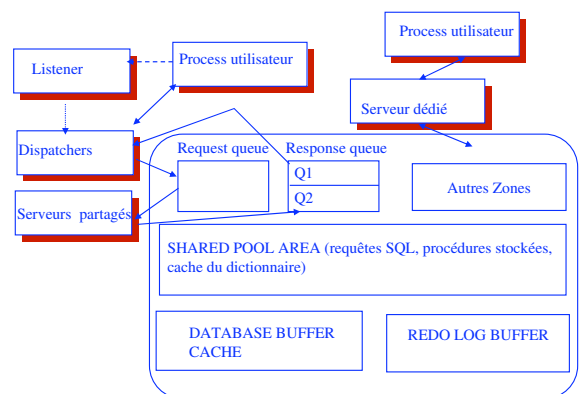 Process utilisateur
Process utilisateur
Listener
Serveur dédié
Dispatchers
Request queue
Response queue
Q1
Q2
Autres Zones
Serveurs partagés
SHARED POOL AREA (requêtes SQL, procédures stockées,
cache du dictionnaire)
DATABASE BUFFER
CACHE
REDO LOG BUFFER